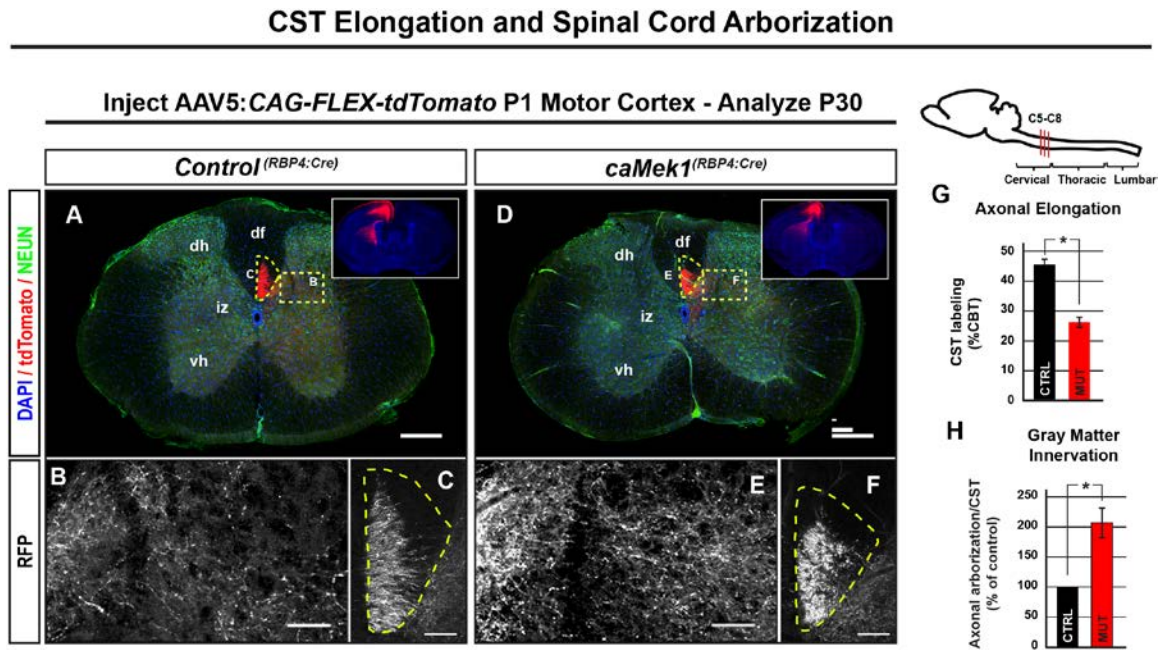 CST Elongation and Spinal Cord Arborization
Inject AAV5:CAG-FLEX-tdTomato P1 Motor Cortex - Analyze P30
Control (RBP4:Cre)
caMek1 (RBP4:Cre)
DAPI / tdTomato / NEUN
A
dh
df
C
B
iz
vh
D
dh
df
E
F
iz
vh
RFP
B
C
E
F
C5-C8
Cervical Thoracic Lumbar
G
Axonal Elongation
*
CST labeling
(%CBT)
50
40
30
20
10
0
CTRL
MUT
H
Gray Matter
Innervation
*
Axonal arborization/CST
(% of control)
250
200
150
100
50
0
CTRL
MUT